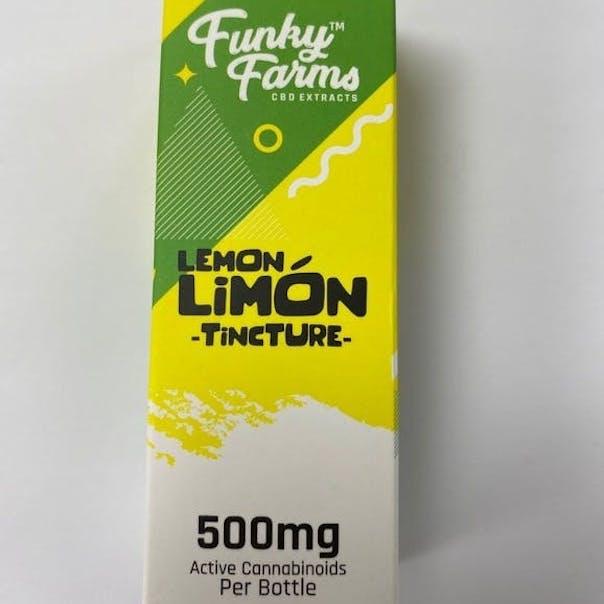 Funky™
Farms
CBD EXTRACTS
LEMON
LiMÓN
-TiNCTURE-
500mg
Active Cannabinoids
Per Bottle